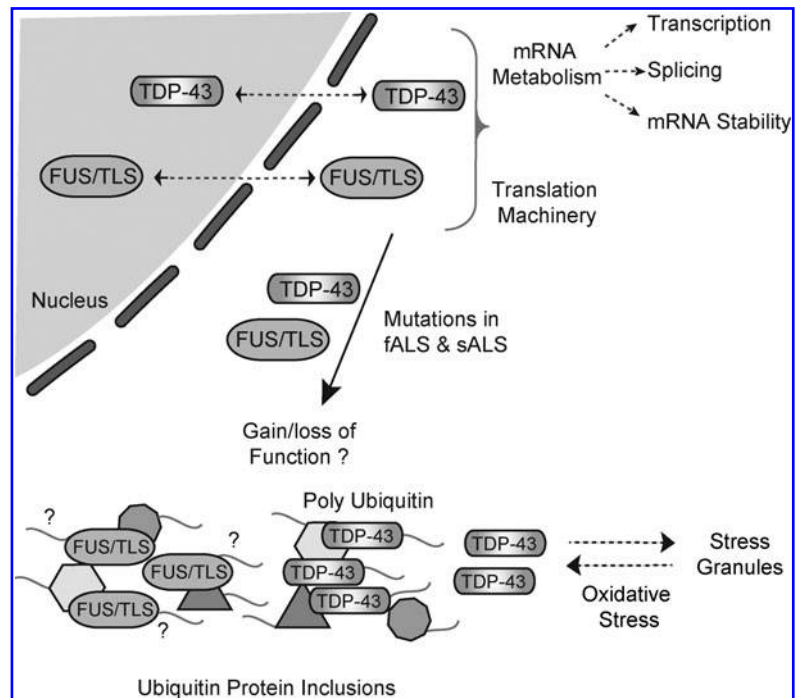 Transcription
mRNA
Metabolism
Splicing
mRNA Stability
TDP-43
TDP-43
FUS/TLS
FUS/TLS
Translation
Machinery
Nucleus
TDP-43
FUS/TLS
Mutations in
fALS & sALS
Gain/loss of
Function ?
Poly Ubiquitin
?
FUS/TLS
?
FUS/TLS
FUS/TLS
?
TDP-43
TDP-43
TDP-43
TDP-43
TDP-43
Stress
Granules
Oxidative
Stress
Ubiquitin Protein Inclusions